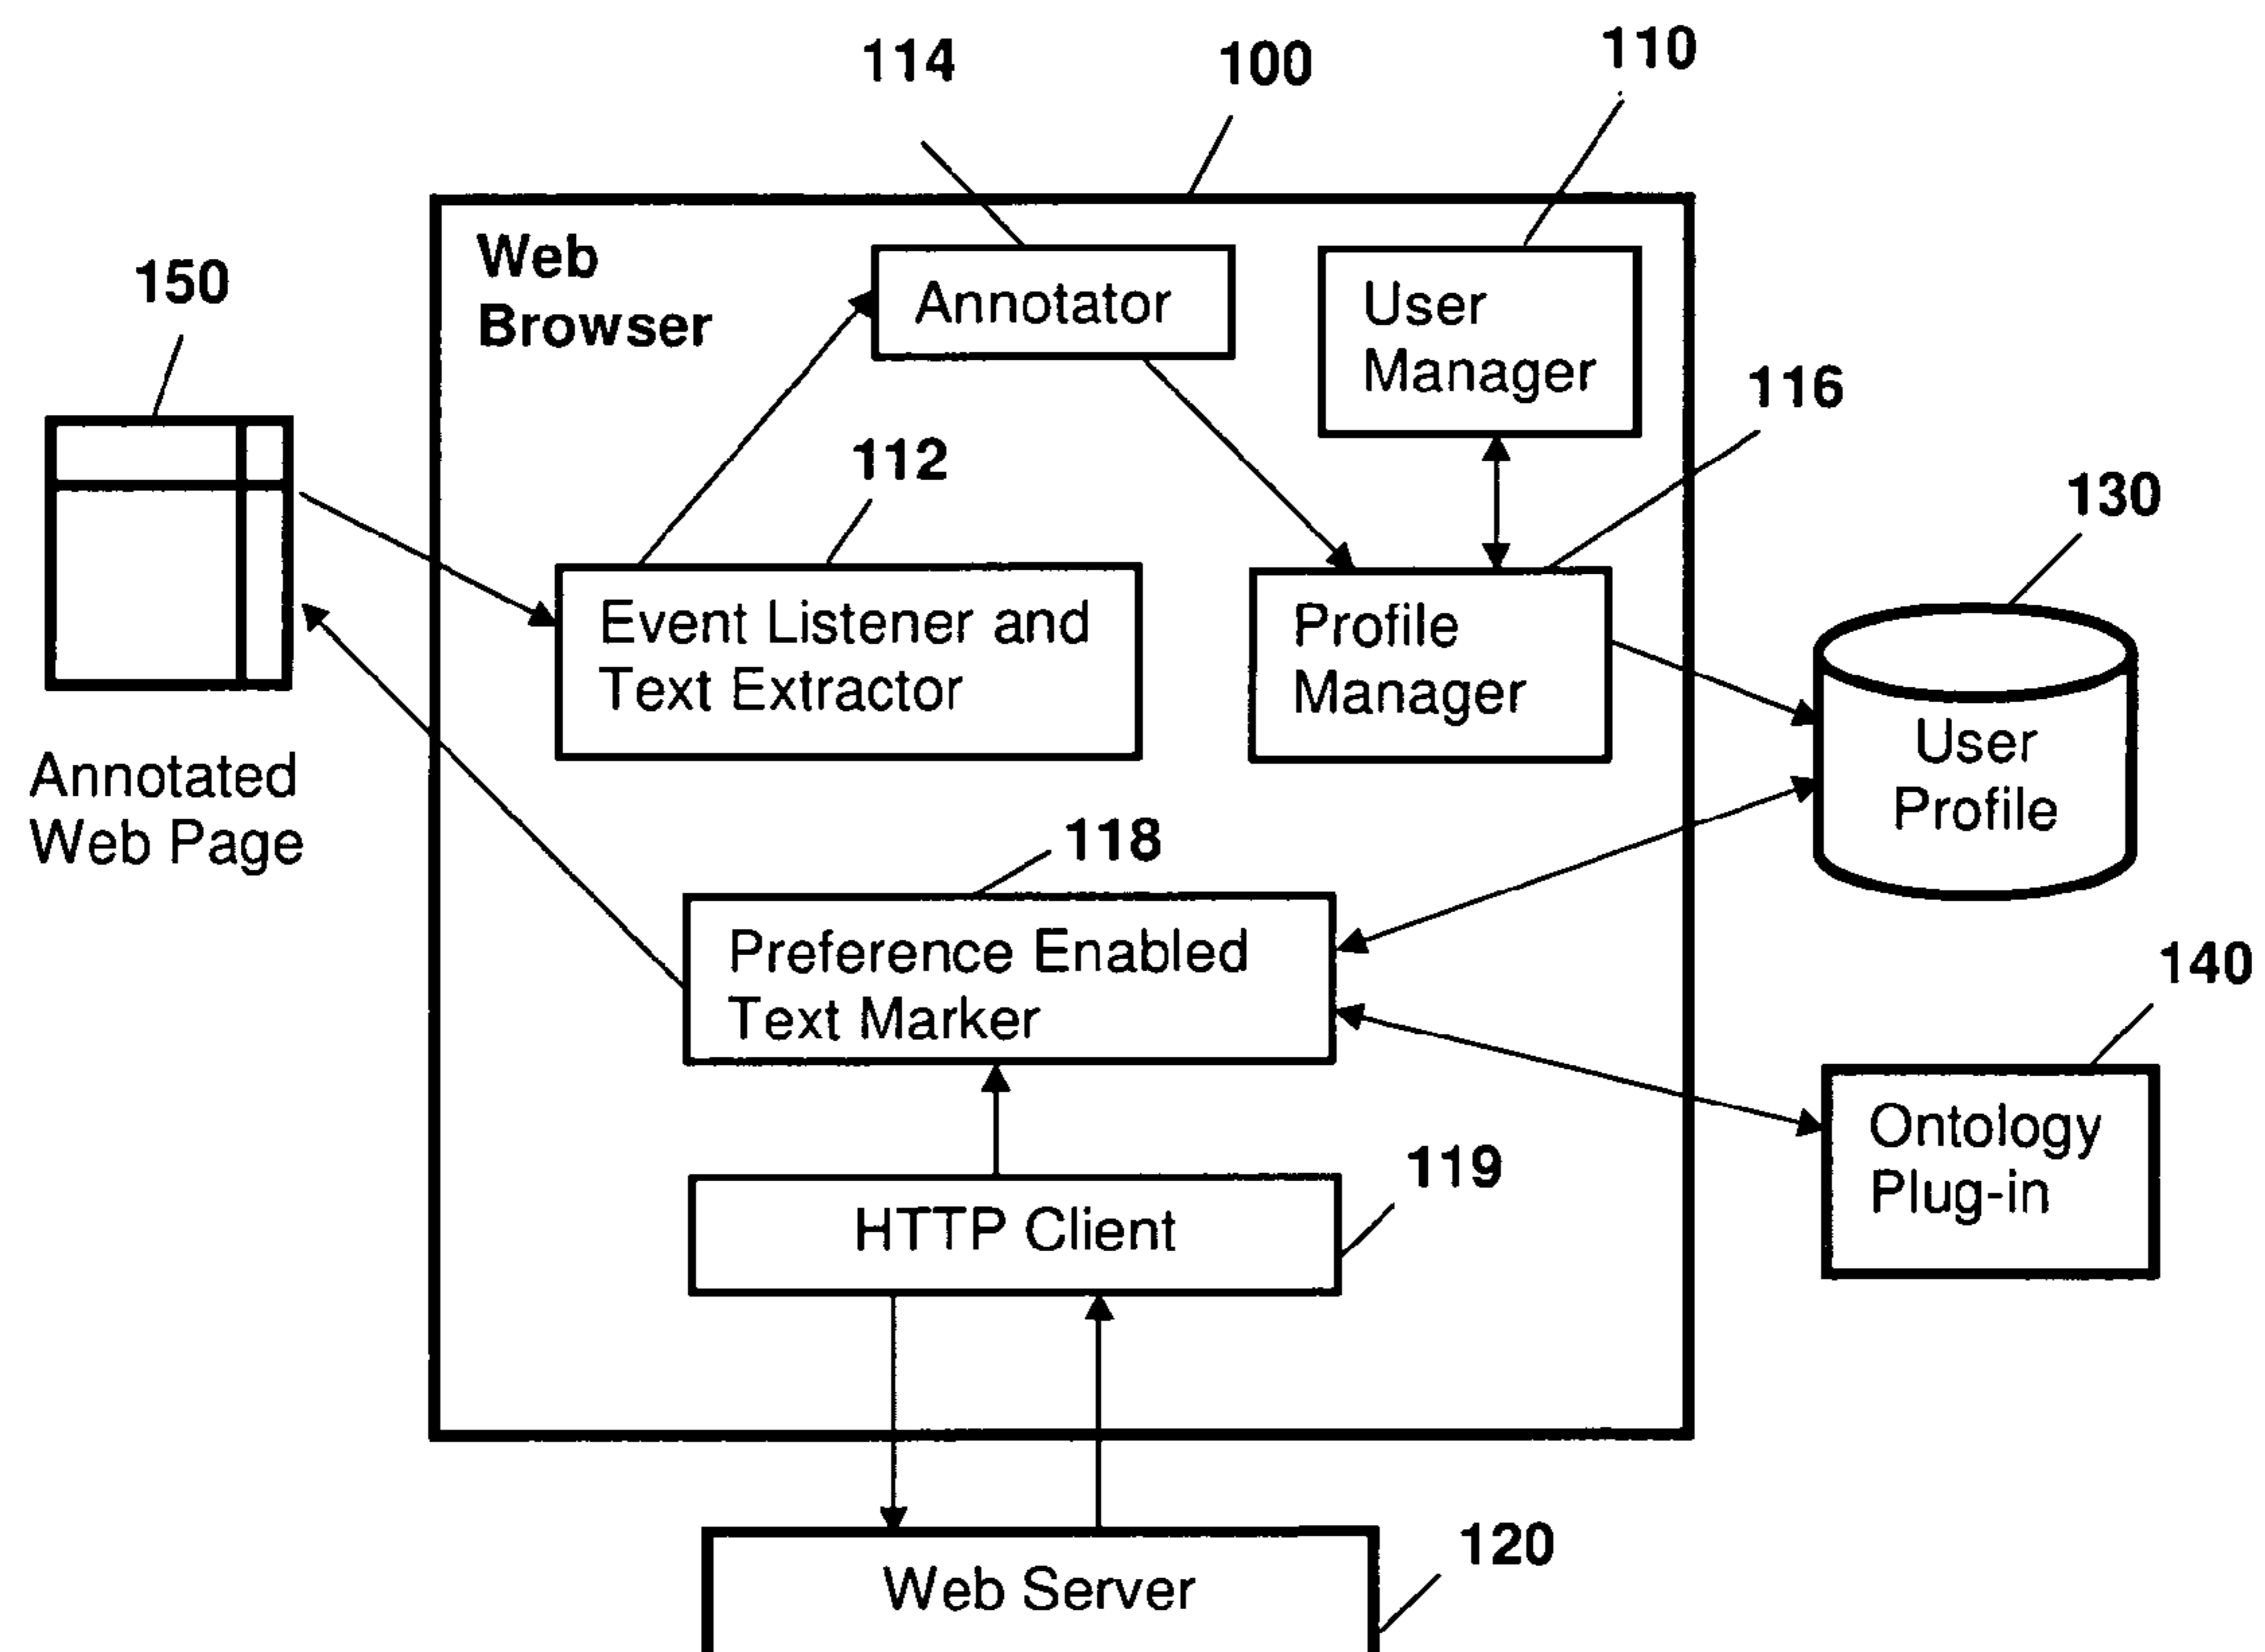 114
100
110
Web
Browser
150
Annotator
User
Manager
116
112
130
Event Listener and
Text Extractor
Profile
Manager
User
Profile
Annotated
Web Page
118
Preference Enabled
Text Marker
140
Ontology
Plug-in
119
HTTP Client
120
Web Server